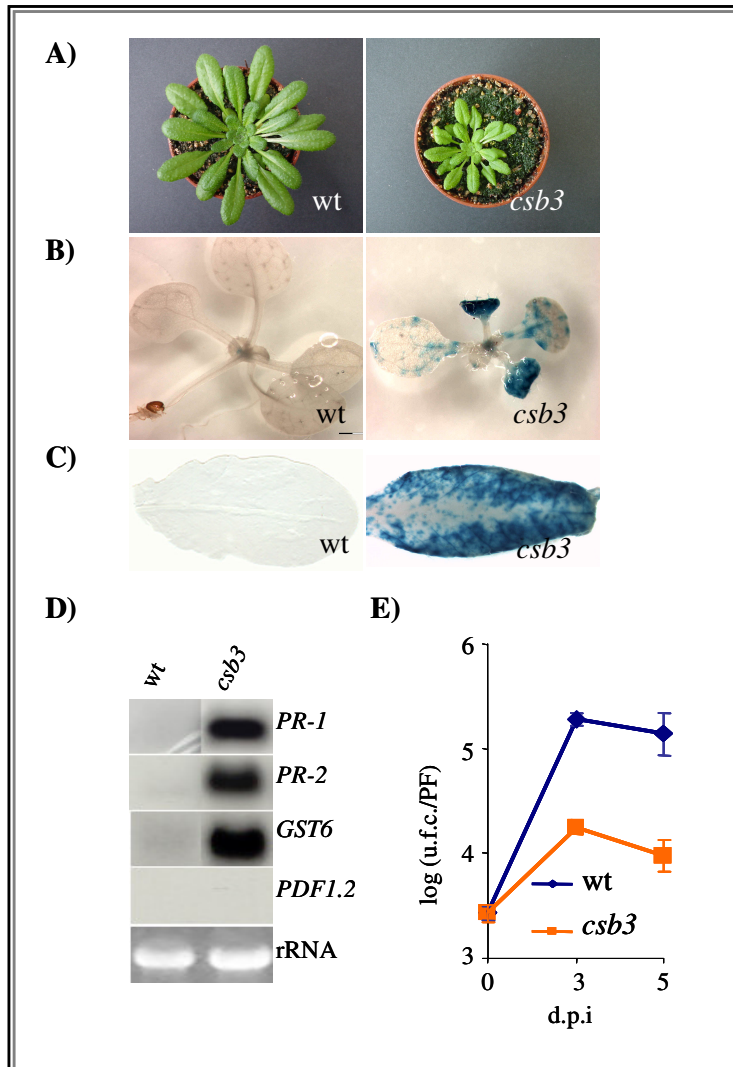 A)
wt
csb3
B)
wt
csb3
C)
wt
csb3
D)
wt
csb3
PR-1
PR-2
GST6
PDF1.2
rRNA
E)
6
5
4
3
log (u.f.c./PF)
wt
csb3
0
3
5
d.p.i